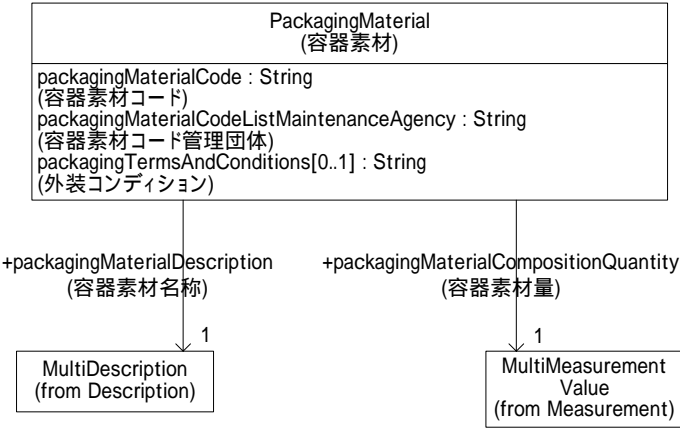 PackagingMaterial
(容器素材)
packagingMaterialCode : String
(容器素材コード)
packagingMaterialCodeListMaintenanceAgency : String
(容器素材コード管理団体)
packagingTermsAndConditions[0..1] : String
(外装コンディション)
+packagingMaterialDescription
(容器素材名称)
+packagingMaterialCompositionQuantity
(容器素材量)
1
1
MultiDescription
(from Description)
MultiMeasurement
Value
(from Measurement)